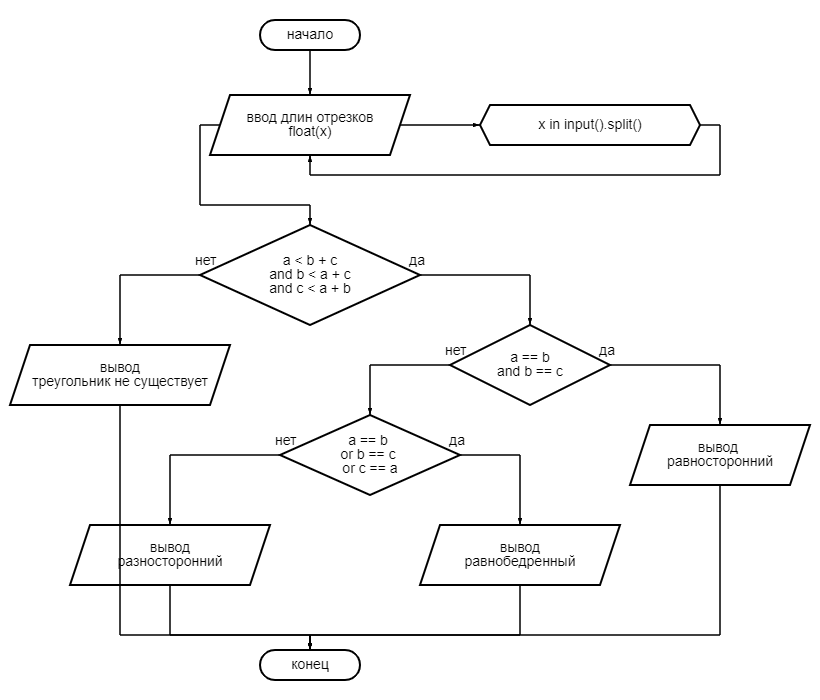 начало
ввод длин отрезков
float(x)
x in input().split()
нет
да
a < b + c
and b < a + c
and c < a + b
нет
да
a == b
and b == c
вывод
треугольник не существует
нет
да
a == b
or b == c
or c == a
вывод
равносторонний
вывод
разносторонний
вывод
равнобедренный
конец